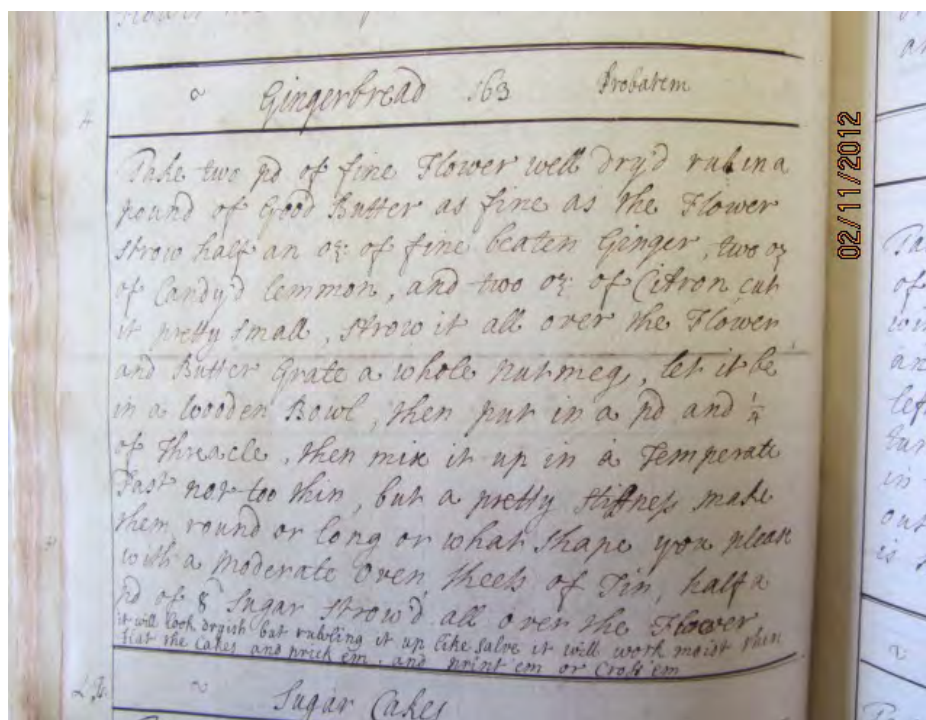 Gingerbread 163 Probatem
Take two pd of fine Flower well dry'd rub in a
pound of Good Butter as fine as the Flower
strow half an oz: of fine beaten Ginger, two oz
of Candy'd lemmon, and two oz: of Citron cut
it pretty small, strow it all over the Flower
and Butter Grate a whole Nutmeg, let it be
in a wooden Bowl, then put in a pd and
of Threacle, then mix it up in a Temperate
Past not too thin, but a pretty stiffness make
them round or long or what shape you pleas
with a Moderate Oven, sheets of Tin, half a
pd of 8d Sugar strow'd all over the Flower
it will look dryish but rubling it up like salve it will work moist then
flat the Cakes and prick em, and print em or Cross em
Sugar Cakes
02/11/2012